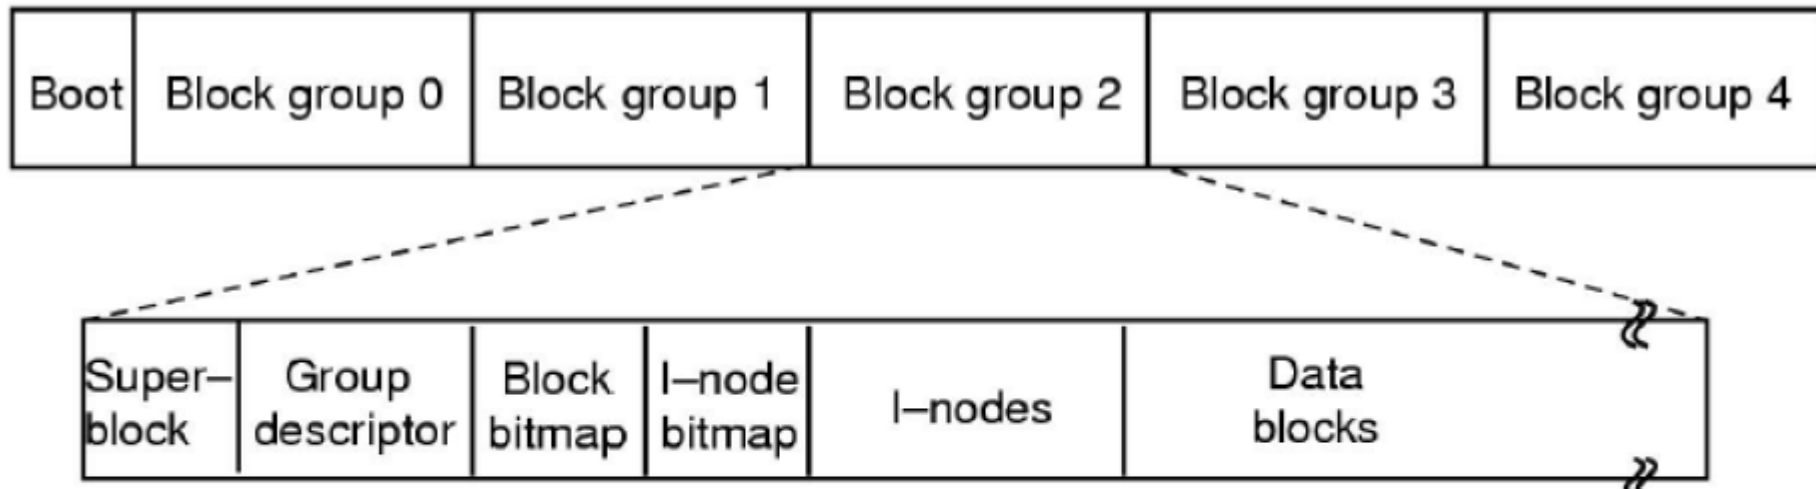 Boot Block group 0 Block group 1 Block group 2 Block group 3 Block group 4
Super–
block
Group
descriptor
Block
bitmap
I–node
bitmap
I–nodes
Data
blocks